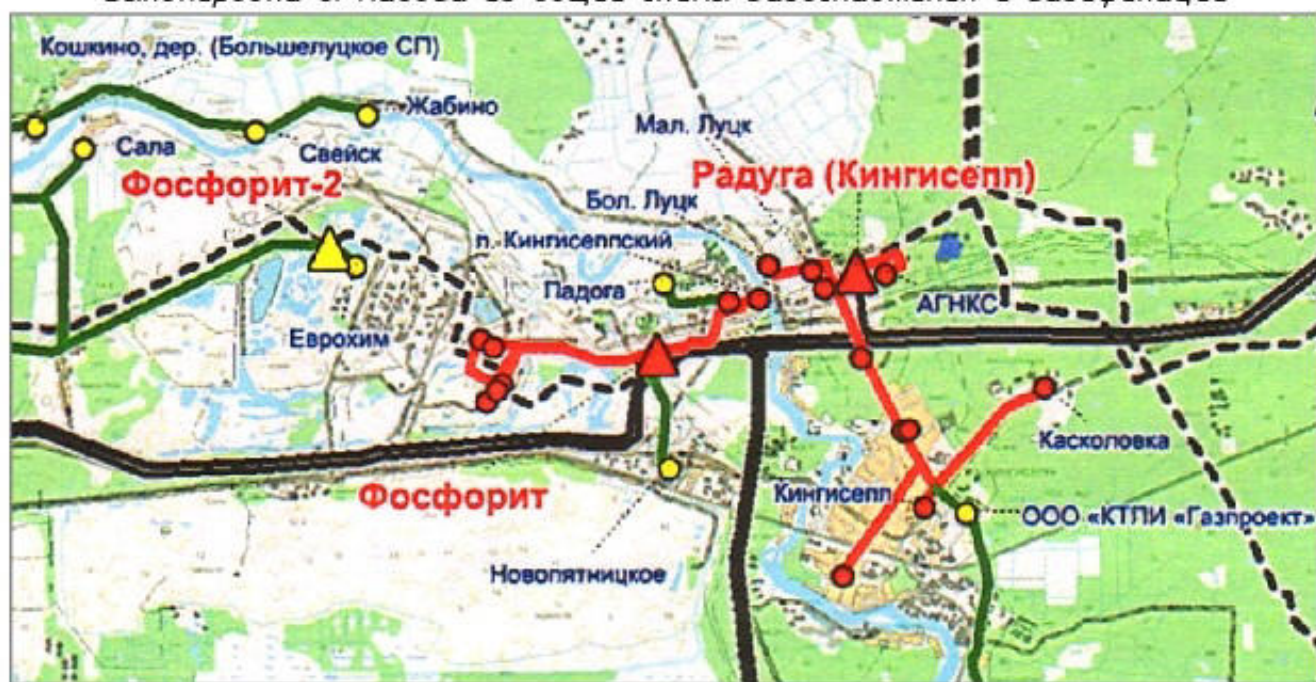 Кошкино, дер. (Большелуцкое СП)
Жабино
Сала
Свейск
Мал. Луцк
Фосфорит-2
Радуга (Кингисепп)
Бол. Луцк
п. Кингисеппский
Падога
АГНКС
Еврохим
Касколовка
Фосфорит
Кингисепп
ООО «КТПИ «Газпроект»
Новопятницкое